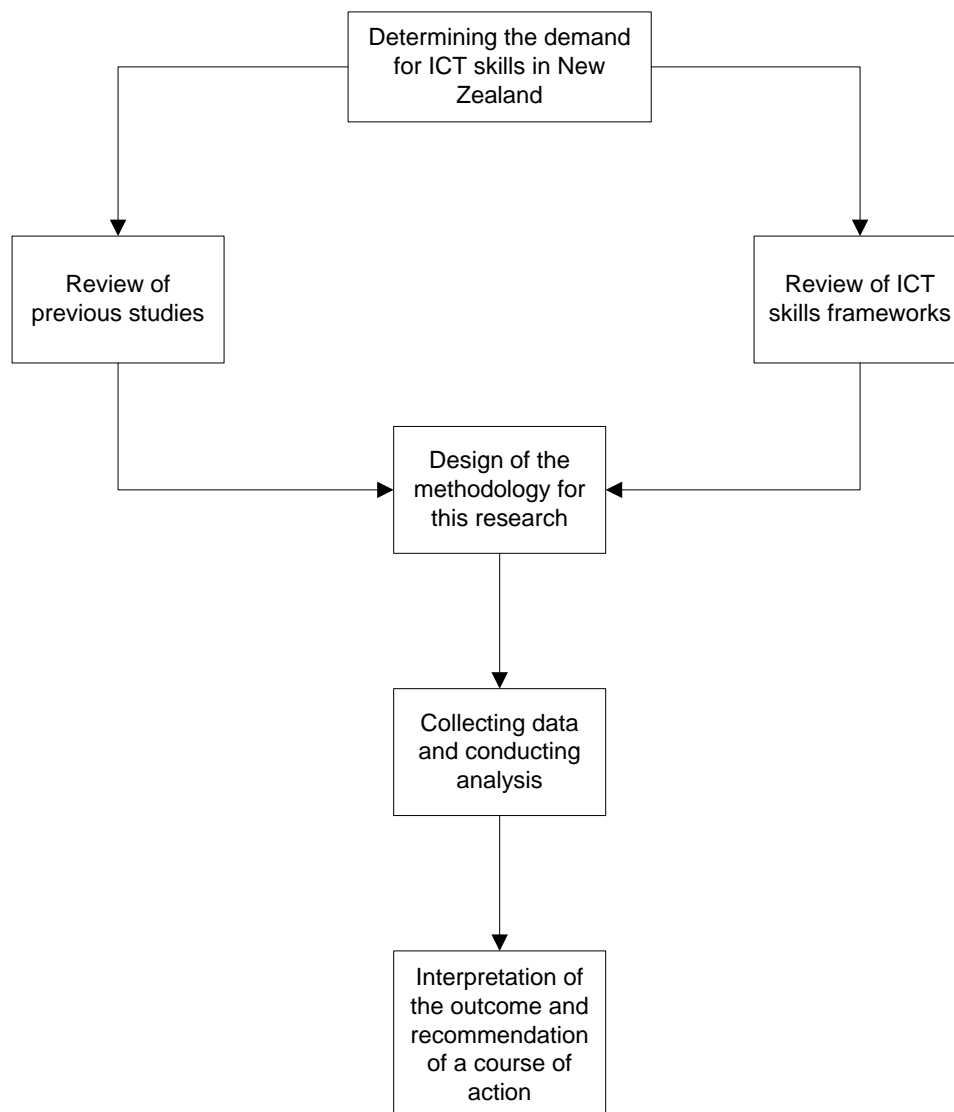 Determining the demand
for ICT skills in New
Zealand
Review of
previous studies
Review of ICT
skills frameworks
Design of the
methodology for
this research
Collecting data
and conducting
analysis
Interpretation of
the outcome and
recommendation
of a course of
action